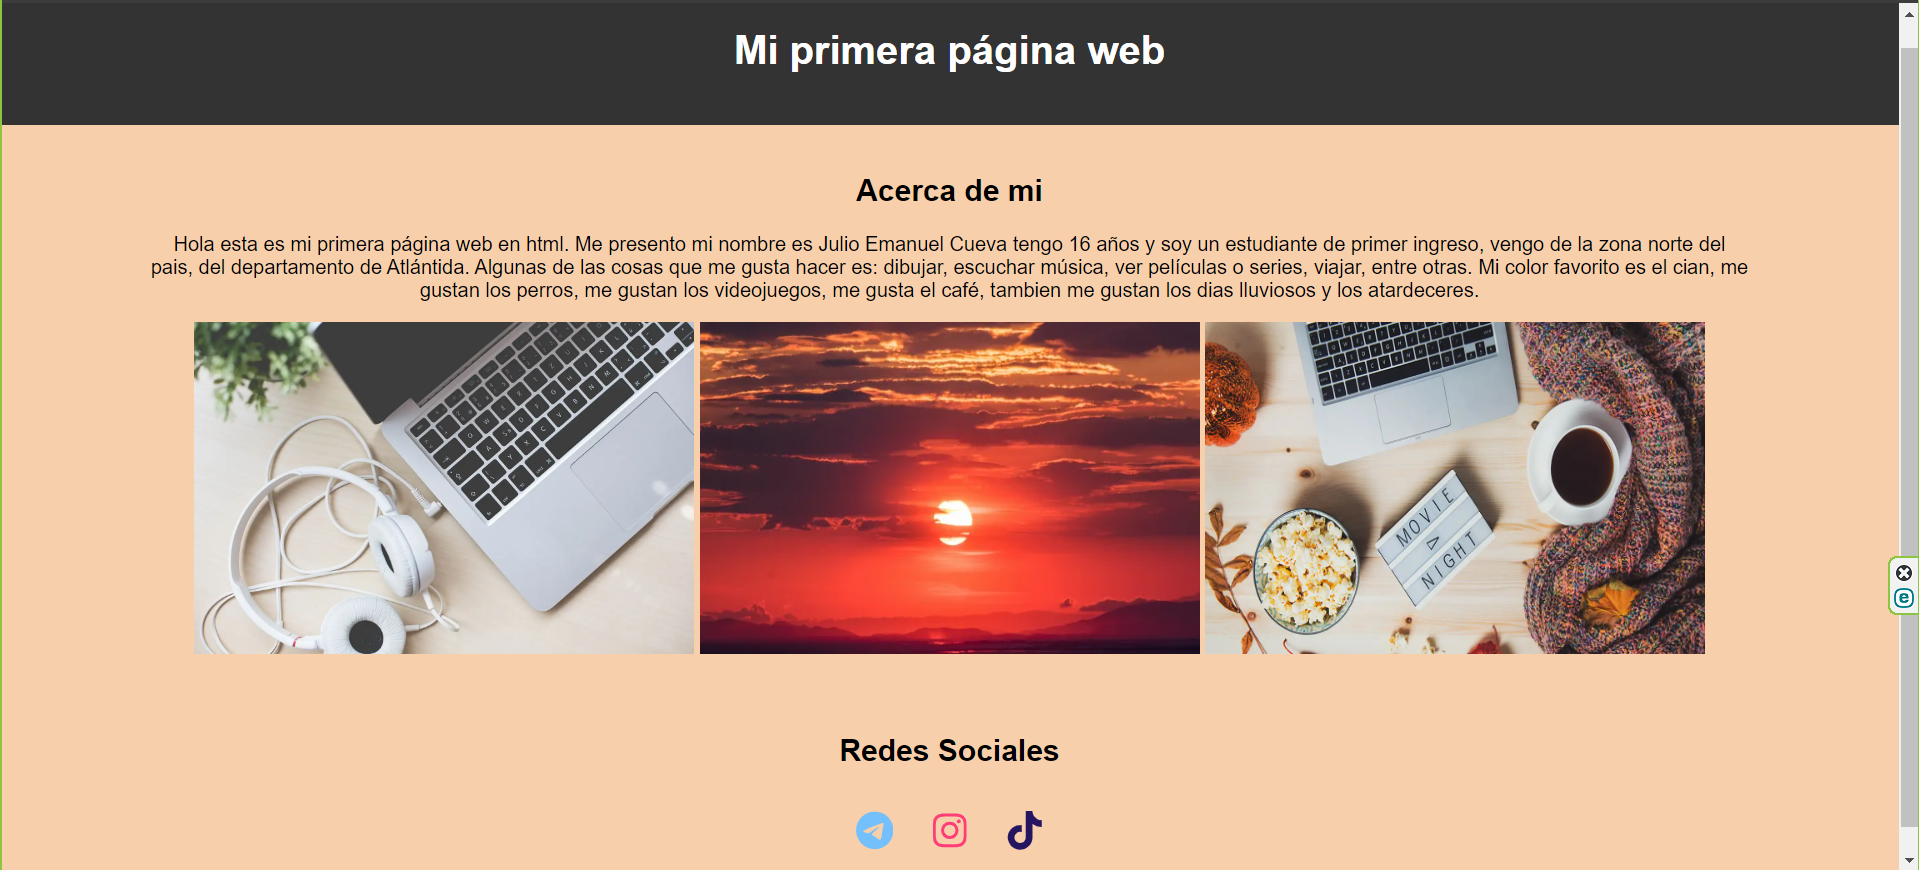 Mi primera página web
Acerca de mi
Hola esta es mi primera página web en html. Me presento mi nombre es Julio Emanuel Cueva tengo 16 años y soy un estudiante de primer ingreso, vengo de la zona norte del
pais, del departamento de Atlántida. Algunas de las cosas que me gusta hacer es: dibujar, escuchar música, ver películas o series, viajar, entre otras. Mi color favorito es el cian, me
gustan los perros, me gustan los videojuegos, me gusta el café, tambien me gustan los dias lluviosos y los atardeceres.
MOVIE
NIGHT
Redes Sociales